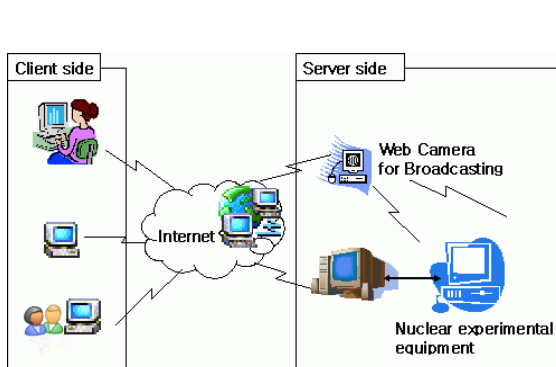 Client side
Server side
Web Camera
for Broadcasting
Internet
Nuclear experimental
equipment